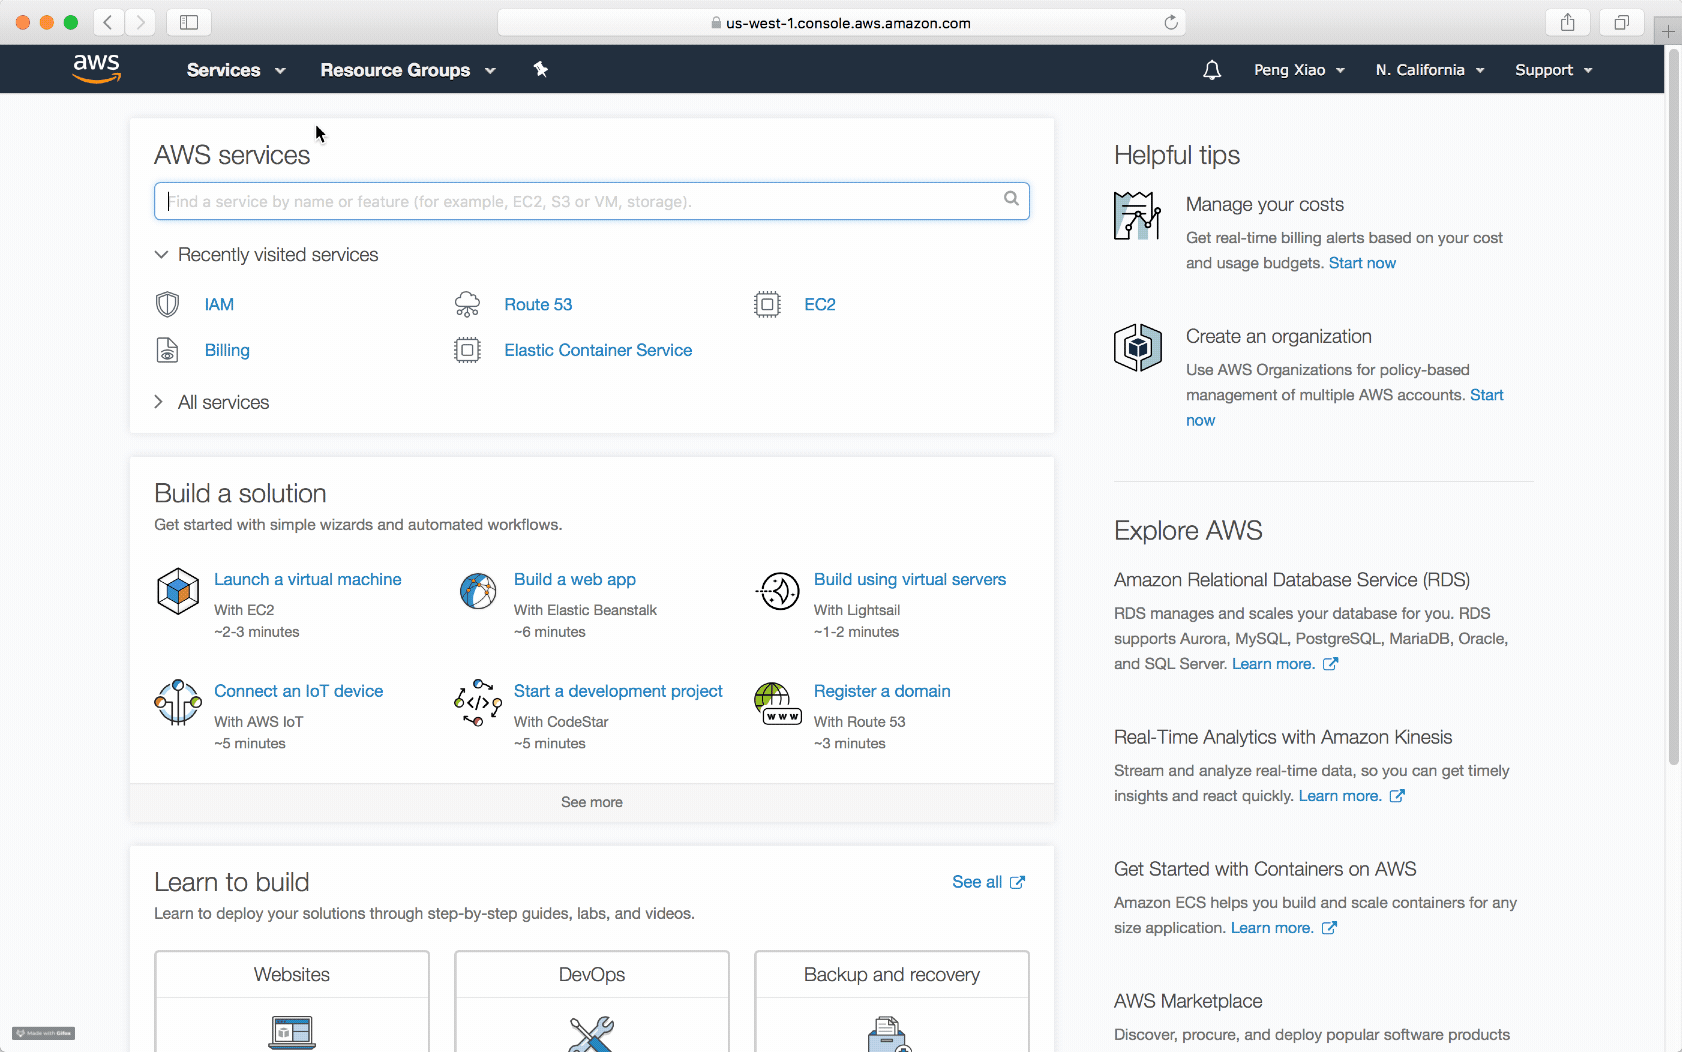 us-west-1.console.aws.amazon.com
aws
Services
Resource Groups
Peng Xiao
N. California
Support
AWS services
Find a service by name or feature (for example, EC2, S3 or VM, storage).
Recently visited services
IAM
Route 53
EC2
Billing
Elastic Container Service
All services
Build a solution
Get started with simple wizards and automated workflows.
Launch a virtual machine
With EC2
~2-3 minutes
Build a web app
With Elastic Beanstalk
~6 minutes
Build using virtual servers
With Lightsail
~1-2 minutes
Connect an IoT device
With AWS IoT
~5 minutes
Start a development project
With CodeStar
~5 minutes
www
Register a domain
With Route 53
~3 minutes
See more
Learn to build
See all
Learn to deploy your solutions through step-by-step guides, labs, and videos.
Websites
DevOps
Backup and recovery
Helpful tips
Manage your costs
Get real-time billing alerts based on your cost
and usage budgets. Start now
Create an organization
Use AWS Organizations for policy-based
management of multiple AWS accounts. Start
now
Explore AWS
Amazon Relational Database Service (RDS)
RDS manages and scales your database for you. RDS
supports Aurora, MySQL, PostgreSQL, MariaDB, Oracle,
and SQL Server. Learn more.
Real-Time Analytics with Amazon Kinesis
Stream and analyze real-time data, so you can get timely
insights and react quickly. Learn more.
Get Started with Containers on AWS
Amazon ECS helps you build and scale containers for any
size application. Learn more.
AWS Marketplace
Discover, procure, and deploy popular software products
Made with Gifox